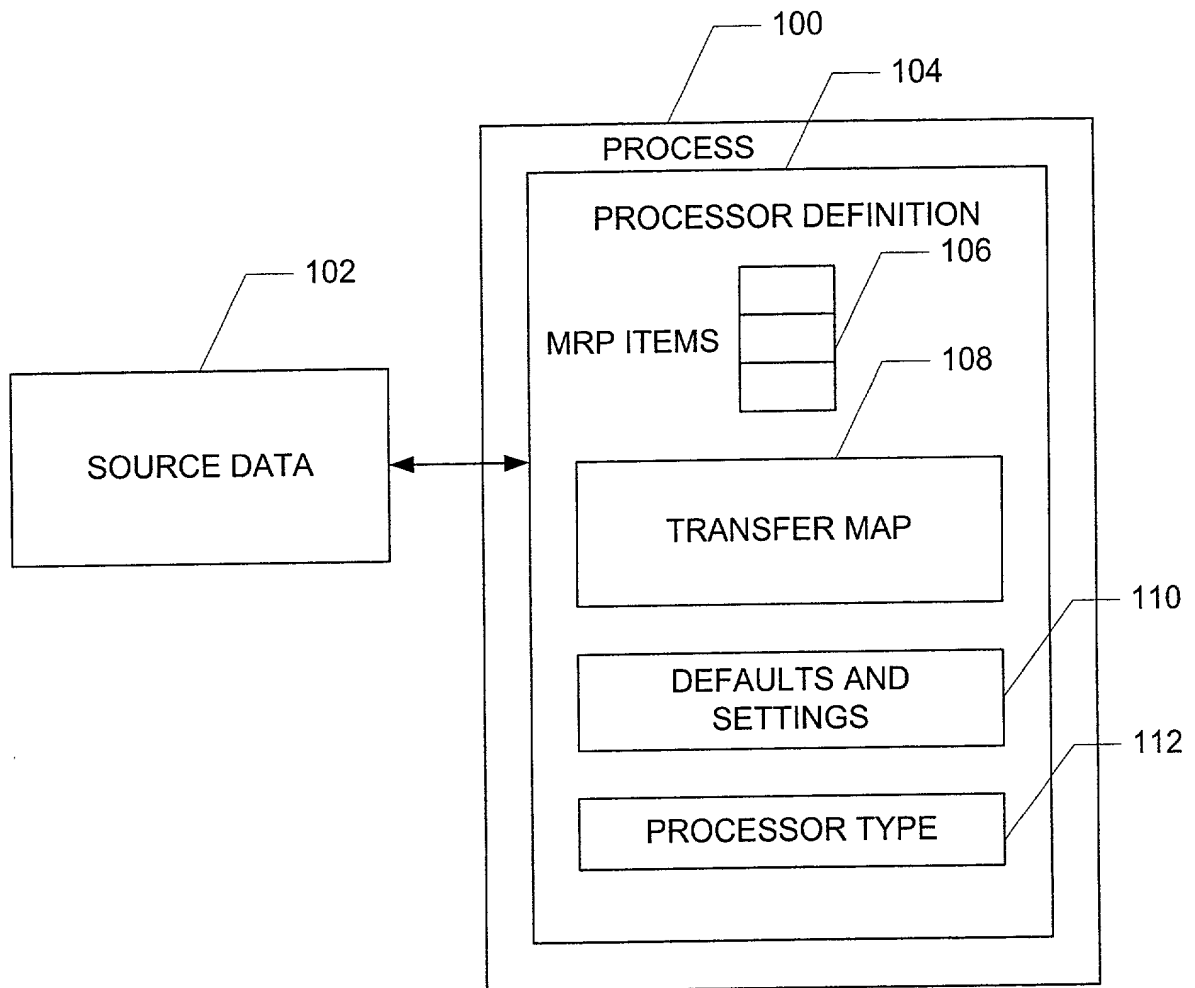 100
104
PROCESS
PROCESSOR DEFINITION
106
102
MRP ITEMS
108
SOURCE DATA
TRANSFER MAP
110
DEFAULTS AND
SETTINGS
112
PROCESSOR TYPE